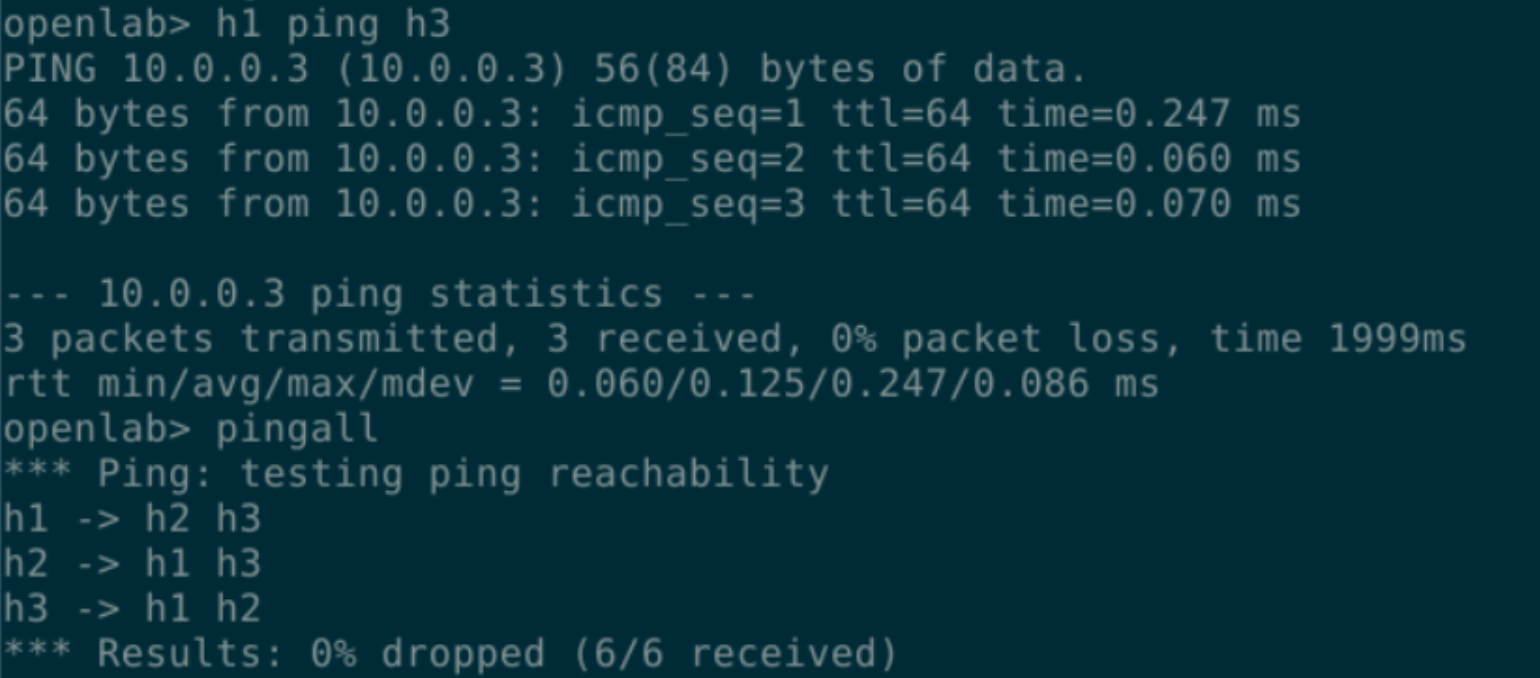 openlab> h1 ping h3
PING 10.0.0.3 (10.0.0.3) 56(84) bytes of data.
64 bytes from 10.0.0.3: icmp_seq=1 ttl=64 time=0.247 ms
64 bytes from 10.0.0.3: icmp_seq=2 ttl=64 time=0.060 ms
64 bytes from 10.0.0.3: icmp_seq=3 ttl=64 time=0.070 ms

--- 10.0.0.3 ping statistics ---
3 packets transmitted, 3 received, 0% packet loss, time 1999ms
rtt min/avg/max/mdev = 0.060/0.125/0.247/0.086 ms
openlab> pingall
*** Ping: testing ping reachability
h1 -> h2 h3
h2 -> h1 h3
h3 -> h1 h2
*** Results: 0% dropped (6/6 received)